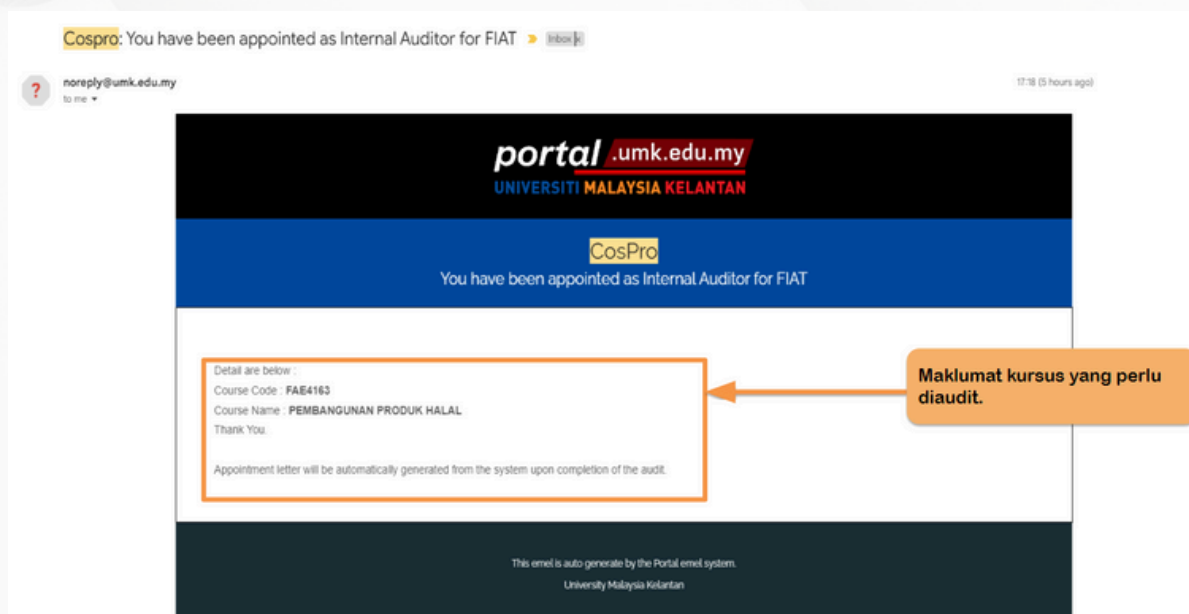 Cospro: You have been appointed as Internal Auditor for FIAT
Inbox x
noreply@umk.edu.my
17:18 (5 hours ago)
to me
portal .umk.edu.my
UNIVERSITI MALAYSIA KELANTAN
CosPro
You have been appointed as Internal Auditor for FIAT
Detail are below :
Course Code : FAE4163
Course Name : PEMBANGUNAN PRODUK HALAL
Thank You.
Appointment letter will be automatically generated from the system upon completion of the audit.
Maklumat kursus yang perlu
diaudit.
This emel is auto generate by the Portal emel system.
University Malaysia Kelantan